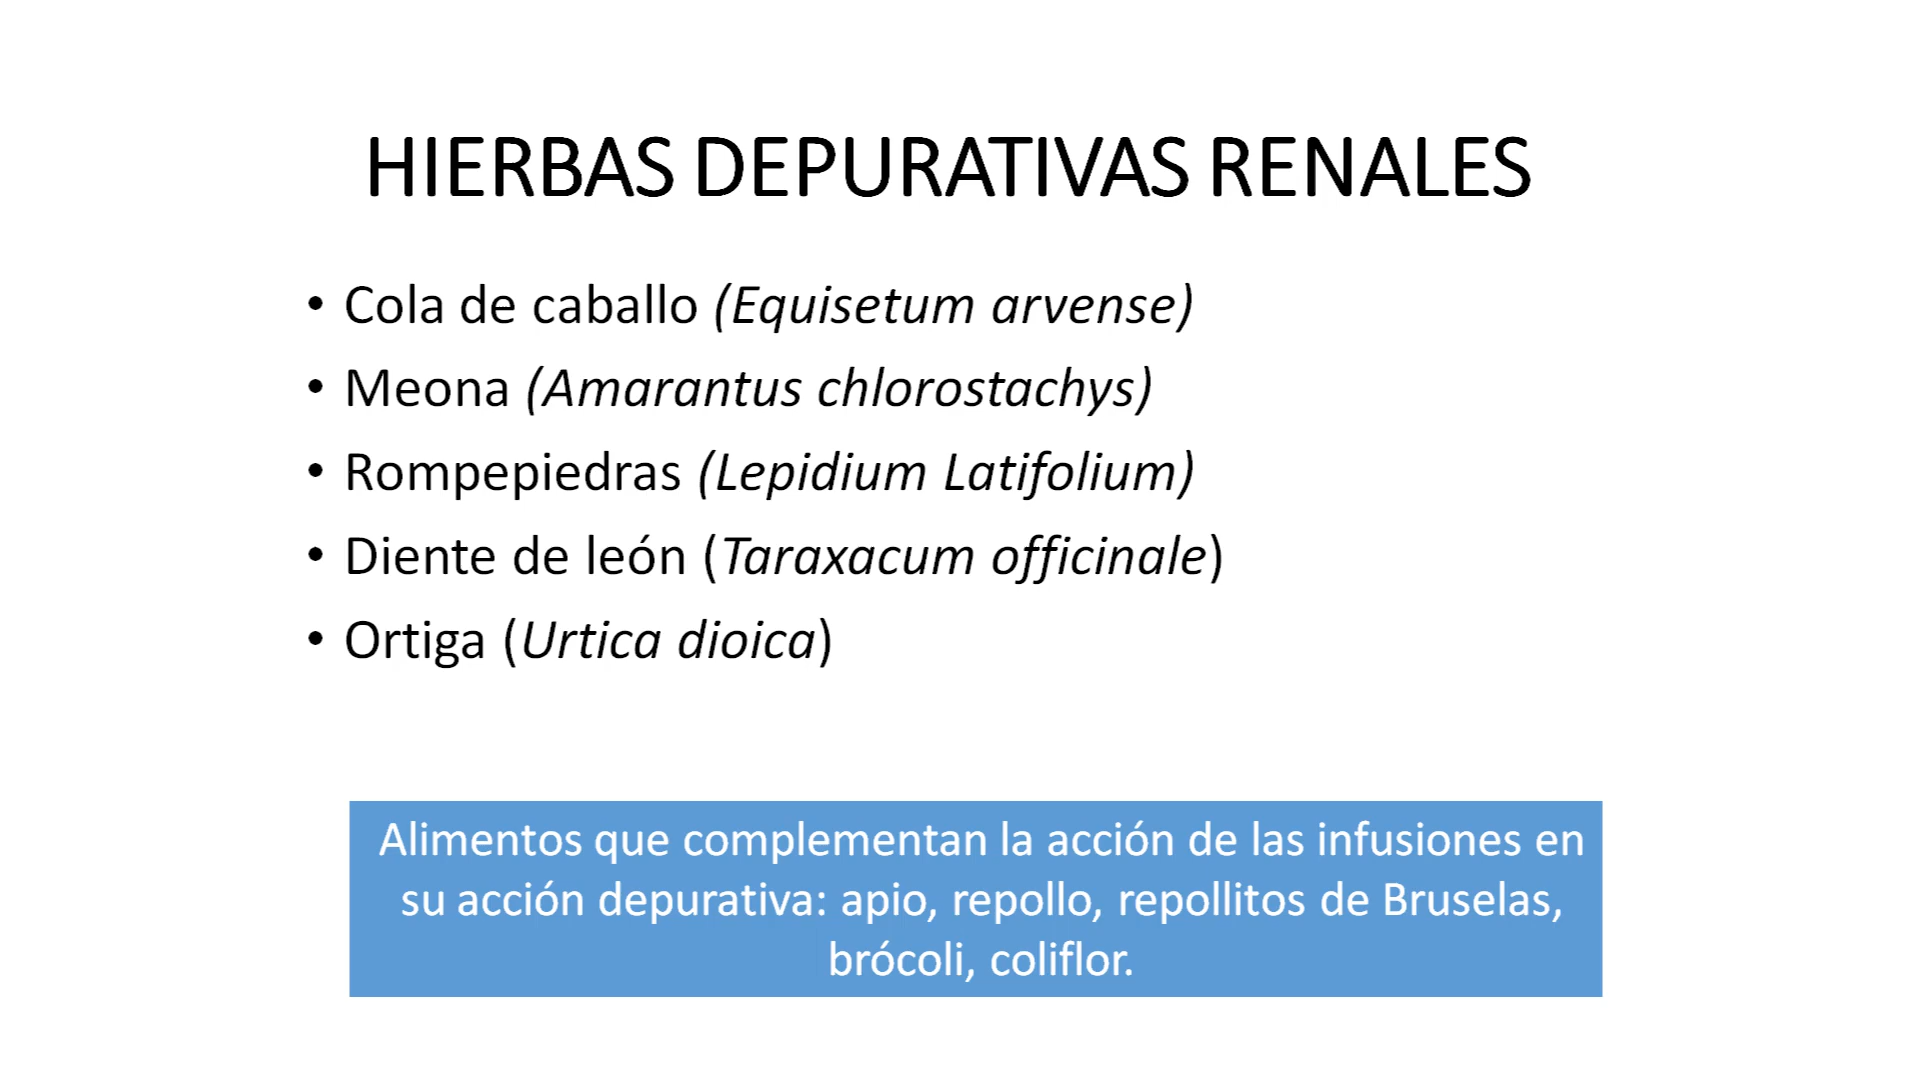 HIERBAS DEPURATIVAS RENALES
• Cola de caballo (Equisetum arvense)
• Meona (Amarantus chlorostachys)
• Rompepiedras (Lepidium Latifolium)
• Diente de león (Taraxacum officinale)
• Ortiga (Urtica dioica)
Alimentos que complementan la acción de las infusiones en
su acción depurativa: apio, repollo, repollitos de Bruselas,
brócoli, coliflor.